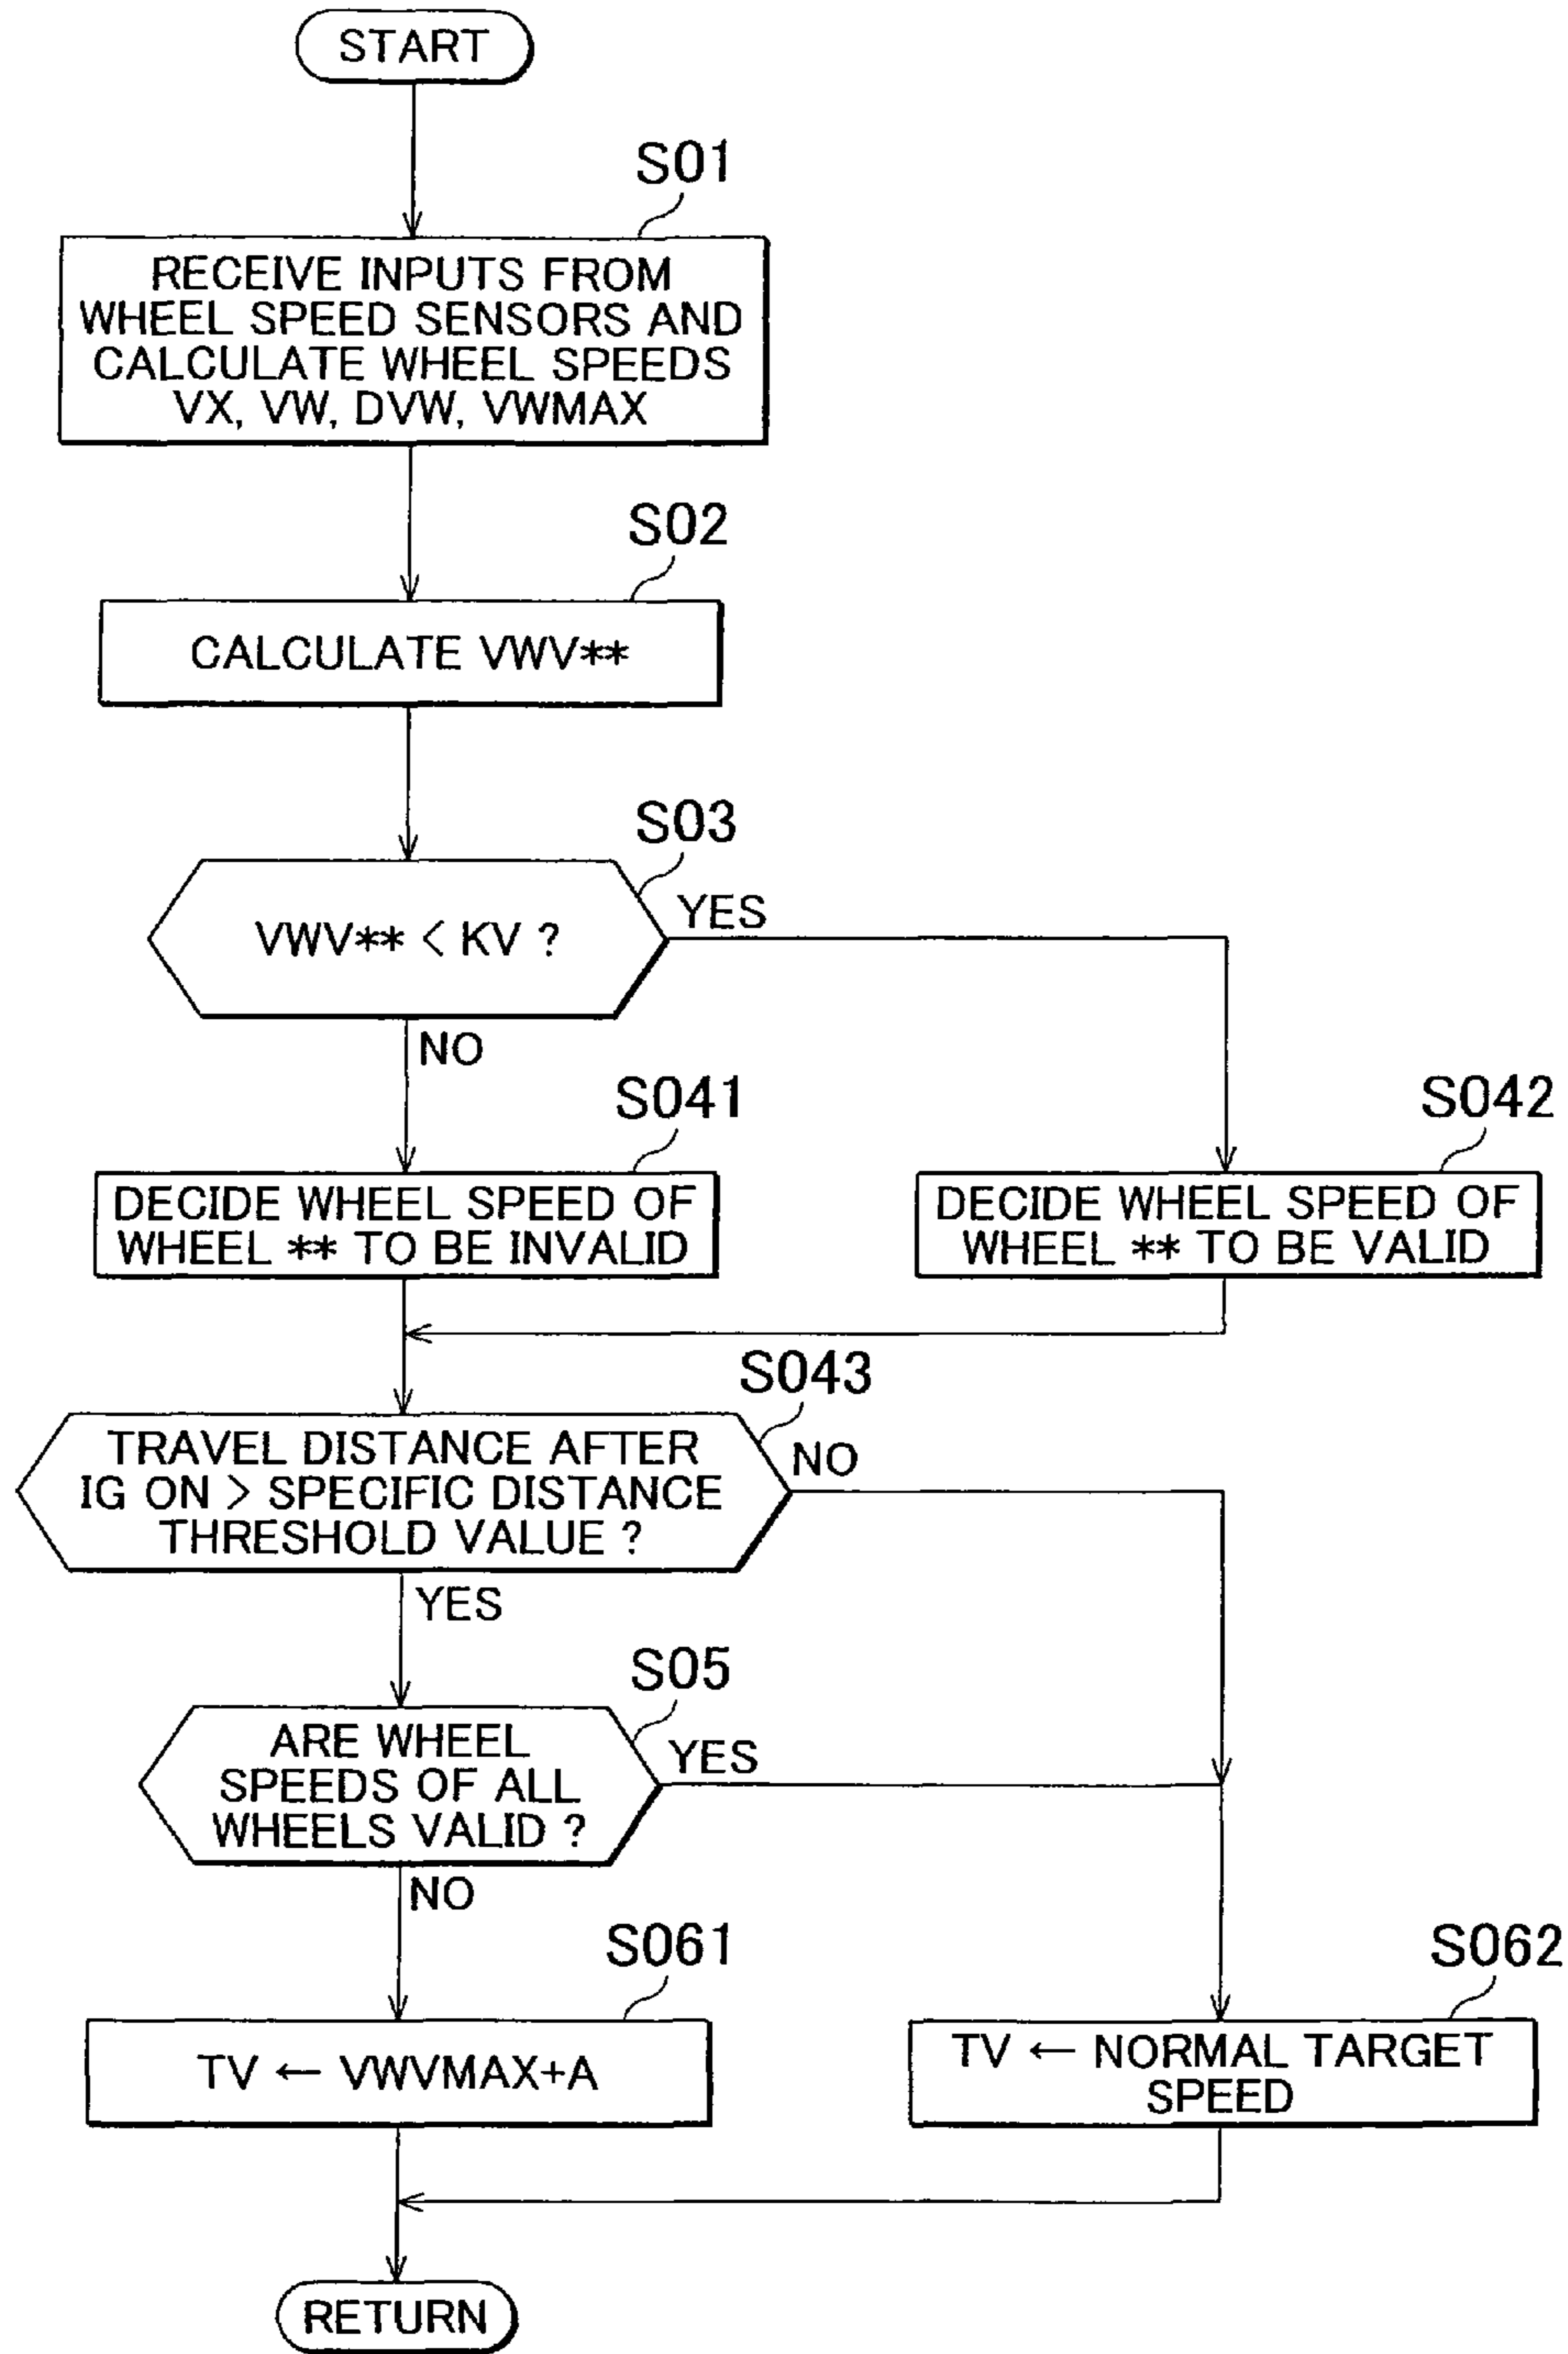 START
S01
RECEIVE INPUTS FROM
WHEEL SPEED SENSORS AND
CALCULATE WHEEL SPEEDS
VX, VW, DVW, VWMAX
S02
CALCULATE VWV**
S03
VWV** < KV ?
YES
NO
S041
DECIDE WHEEL SPEED OF
WHEEL ** TO BE INVALID
S042
DECIDE WHEEL SPEED OF
WHEEL ** TO BE VALID
S043
TRAVEL DISTANCE AFTER
IG ON > SPECIFIC DISTANCE
THRESHOLD VALUE ?
NO
YES
S05
ARE WHEEL
SPEEDS OF ALL
WHEELS VALID ?
YES
NO
S061
TV ← VWVMAX+A
S062
TV ← NORMAL TARGET
SPEED
RETURN